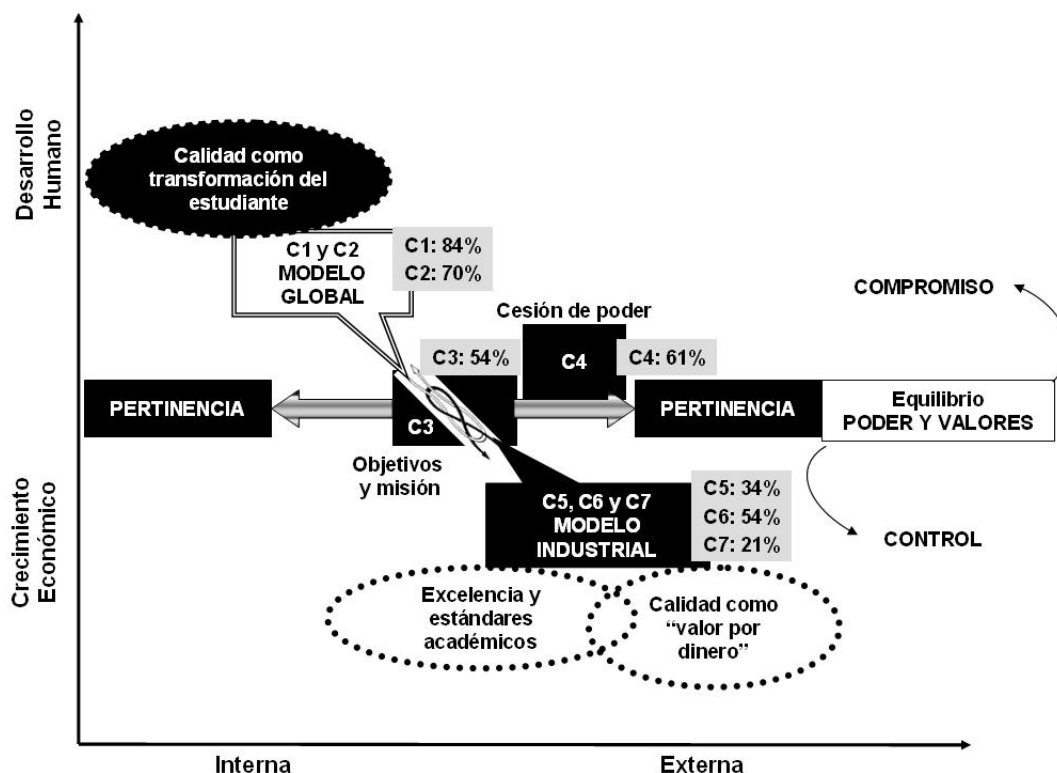 Desarrollo
Humano
Calidad como
transformación del
estudiante
C1 y C2
MODELO
GLOBAL
C1: 84%
C2: 70%
COMPROMISO
Cesión de poder
C3: 54%
C4
C4: 61%
PERTINENCIA
C3
PERTINENCIA
Equilibrio
PODER Y VALORES
Objetivos
y misión
Crecimiento
Económico
C5, C6 y C7
MODELO
INDUSTRIAL
C5: 34%
C6: 54%
C7: 21%
CONTROL
Excelencia y
estándares
académicos
Calidad como
“valor por
dinero”
Interna
Externa